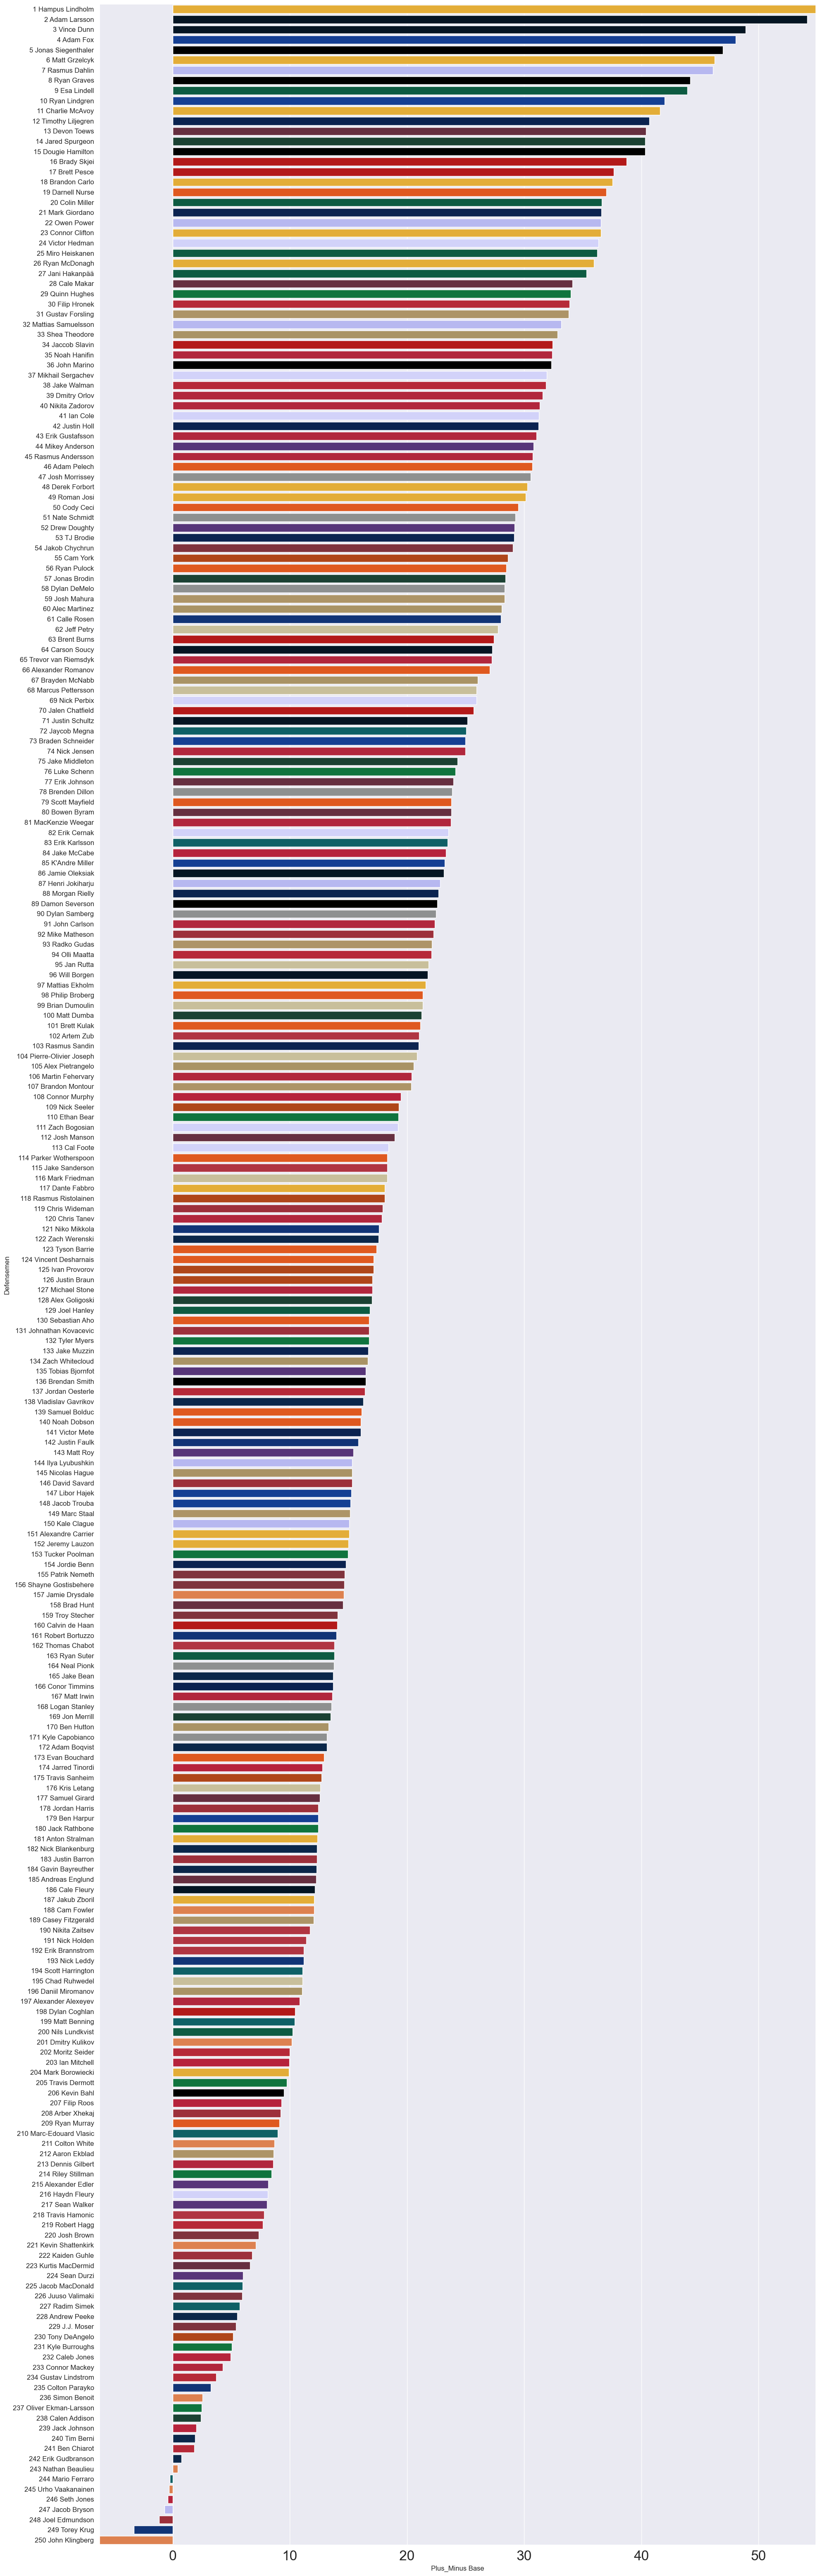 1 Hampus Lindholm
2 Adam Larsson
3 Vince Dunn
4 Adam Fox
5 Jonas Siegenthaler
6 Matt Grzelcyk
7 Rasmus Dahlin
8 Ryan Graves
9 Esa Lindell
10 Ryan Lindgren
11 Charlie McAvoy
12 Timothy Liljegren
13 Devon Toews
14 Jared Spurgeon
15 Dougie Hamilton
16 Brady Skjei
17 Brett Pesce
18 Brandon Carlo
19 Darnell Nurse
20 Colin Miller
21 Mark Giordano
22 Owen Power
23 Connor Clifton
24 Victor Hedman
25 Miro Heiskanen
26 Ryan McDonagh
27 Jani Hakanpää
28 Cale Makar
29 Quinn Hughes
30 Filip Hronek
31 Gustav Forsling
32 Mattias Samuelsson
33 Shea Theodore
34 Jaccob Slavin
35 Noah Hanifin
36 John Marino
37 Mikhail Sergachev
38 Jake Walman
39 Dmitry Orlov
40 Nikita Zadorov
41 Ian Cole
42 Justin Holl
43 Erik Gustafsson
44 Mikey Anderson
45 Rasmus Andersson
46 Adam Pelech
47 Josh Morrissey
48 Derek Forbort
49 Roman Josi
50 Cody Ceci
51 Nate Schmidt
52 Drew Doughty
53 TJ Brodie
54 Jakob Chychrun
55 Cam York
56 Ryan Pulock
57 Jonas Brodin
58 Dylan DeMelo
59 Josh Mahura
60 Alec Martinez
61 Calle Rosen
62 Jeff Petry
63 Brent Burns
64 Carson Soucy
65 Trevor van Riemsdyk
66 Alexander Romanov
67 Brayden McNabb
68 Marcus Pettersson
69 Nick Perbix
70 Jalen Chatfield
71 Justin Schultz
72 Jaycob Megna
73 Braden Schneider
74 Nick Jensen
75 Jake Middleton
76 Luke Schenn
77 Erik Johnson
78 Brenden Dillon
79 Scott Mayfield
80 Bowen Byram
81 MacKenzie Weegar
82 Erik Cernak
83 Erik Karlsson
84 Jake McCabe
85 K'Andre Miller
86 Jamie Oleksiak
87 Henri Jokiharju
88 Morgan Rielly
89 Damon Severson
90 Dylan Samberg
91 John Carlson
92 Mike Matheson
93 Radko Gudas
94 Olli Maatta
95 Jan Rutta
96 Will Borgen
97 Mattias Ekholm
98 Philip Broberg
99 Brian Dumoulin
100 Matt Dumba
101 Brett Kulak
102 Artem Zub
103 Rasmus Sandin
104 Pierre-Olivier Joseph
105 Alex Pietrangelo
106 Martin Fehervary
107 Brandon Montour
108 Connor Murphy
109 Nick Seeler
110 Ethan Bear
111 Zach Bogosian
112 Josh Manson
113 Cal Foote
114 Parker Wotherspoon
115 Jake Sanderson
116 Mark Friedman
117 Dante Fabbro
118 Rasmus Ristolainen
119 Chris Wideman
120 Chris Tanev
121 Niko Mikkola
122 Zach Werenski
123 Tyson Barrie
124 Vincent Desharnais
125 Ivan Provorov
126 Justin Braun
127 Michael Stone
128 Alex Goligoski
129 Joel Hanley
130 Sebastian Aho
131 Johnathan Kovacevic
132 Tyler Myers
133 Jake Muzzin
134 Zach Whitecloud
135 Tobias Bjornfot
136 Brendan Smith
137 Jordan Oesterle
138 Vladislav Gavrikov
139 Samuel Bolduc
140 Noah Dobson
141 Victor Mete
142 Justin Faulk
143 Matt Roy
144 Ilya Lyubushkin
145 Nicolas Hague
146 David Savard
147 Libor Hajek
148 Jacob Trouba
149 Marc Staal
150 Kale Clague
151 Alexandre Carrier
152 Jeremy Lauzon
153 Tucker Poolman
154 Jordie Benn
155 Patrik Nemeth
156 Shayne Gostisbehere
157 Jamie Drysdale
158 Brad Hunt
159 Troy Stecher
160 Calvin de Haan
161 Robert Bortuzzo
162 Thomas Chabot
163 Ryan Suter
164 Neal Pionk
165 Jake Bean
166 Conor Timmins
167 Matt Irwin
168 Logan Stanley
169 Jon Merrill
170 Ben Hutton
171 Kyle Capobianco
172 Adam Boqvist
173 Evan Bouchard
174 Jarred Tinordi
175 Travis Sanheim
176 Kris Letang
177 Samuel Girard
178 Jordan Harris
179 Ben Harpur
180 Jack Rathbone
181 Anton Stralman
182 Nick Blankenburg
183 Justin Barron
184 Gavin Bayreuther
185 Andreas Englund
186 Cale Fleury
187 Jakub Zboril
188 Cam Fowler
189 Casey Fitzgerald
190 Nikita Zaitsev
191 Nick Holden
192 Erik Brannstrom
193 Nick Leddy
194 Scott Harrington
195 Chad Ruhwedel
196 Daniil Miromanov
197 Alexander Alexeyev
198 Dylan Coghlan
199 Matt Benning
200 Nils Lundkvist
201 Dmitry Kulikov
202 Moritz Seider
203 Ian Mitchell
204 Mark Borowiecki
205 Travis Dermott
206 Kevin Bahl
207 Filip Roos
208 Arber Xhekaj
209 Ryan Murray
210 Marc-Edouard Vlasic
211 Colton White
212 Aaron Ekblad
213 Dennis Gilbert
214 Riley Stillman
215 Alexander Edler
216 Haydn Fleury
217 Sean Walker
218 Travis Hamonic
219 Robert Hagg
220 Josh Brown
221 Kevin Shattenkirk
222 Kaiden Guhle
223 Kurtis MacDermid
224 Sean Durzi
225 Jacob MacDonald
226 Juuso Valimaki
227 Radim Simek
228 Andrew Peeke
229 J.J. Moser
230 Tony DeAngelo
231 Kyle Burroughs
232 Caleb Jones
233 Connor Mackey
234 Gustav Lindstrom
235 Colton Parayko
236 Simon Benoit
237 Oliver Ekman-Larsson
238 Calen Addison
239 Jack Johnson
240 Tim Berni
241 Ben Chiarot
242 Erik Gudbranson
243 Nathan Beaulieu
244 Mario Ferraro
245 Urho Vaakanainen
246 Seth Jones
247 Jacob Bryson
248 Joel Edmundson
249 Torey Krug
250 John Klingberg
Defensemen
0 10 20 30 40 50
Plus_Minus Base